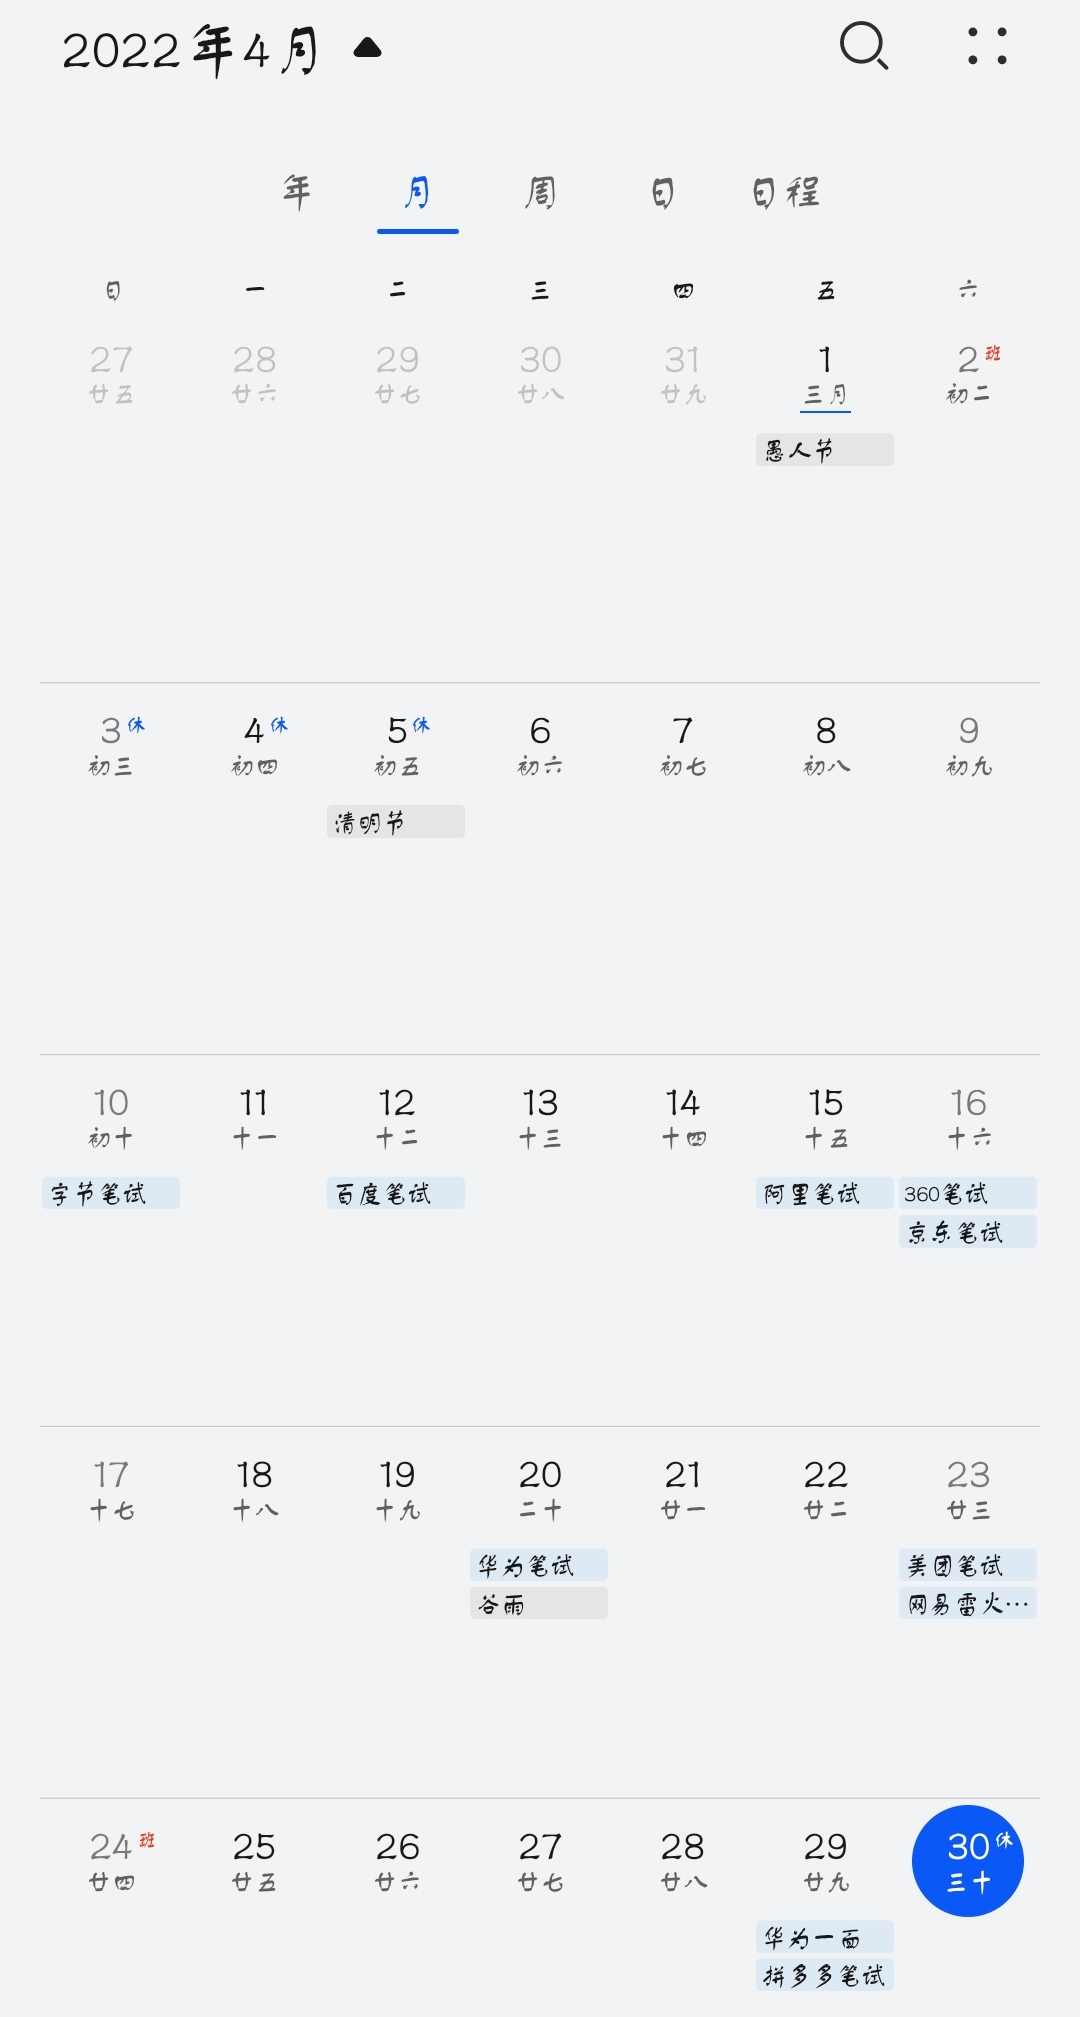 2022年4月
年 月 周 日 日程
日 一 二 三 四 五 六
27 28 29 30 31 1 2班
廿五 廿六 廿七 廿八 廿九 三月 初二
愚人节
3休 4休 5休 6 7 8 9
初三 初四 初五 初六 初七 初八 初九
清明节
10 11 12 13 14 15 16
初十 十一 十二 十三 十四 十五 十六
字节笔试 百度笔试 阿里笔试 360笔试
京东笔试
17 18 19 20 21 22 23
十七 十八 十九 二十 廿一 廿二 廿三
华为笔试 美团笔试
谷雨 网易雷火…
24班 25 26 27 28 29 30休
廿四 廿五 廿六 廿七 廿八 廿九 三十
华为一面
拼多多笔试